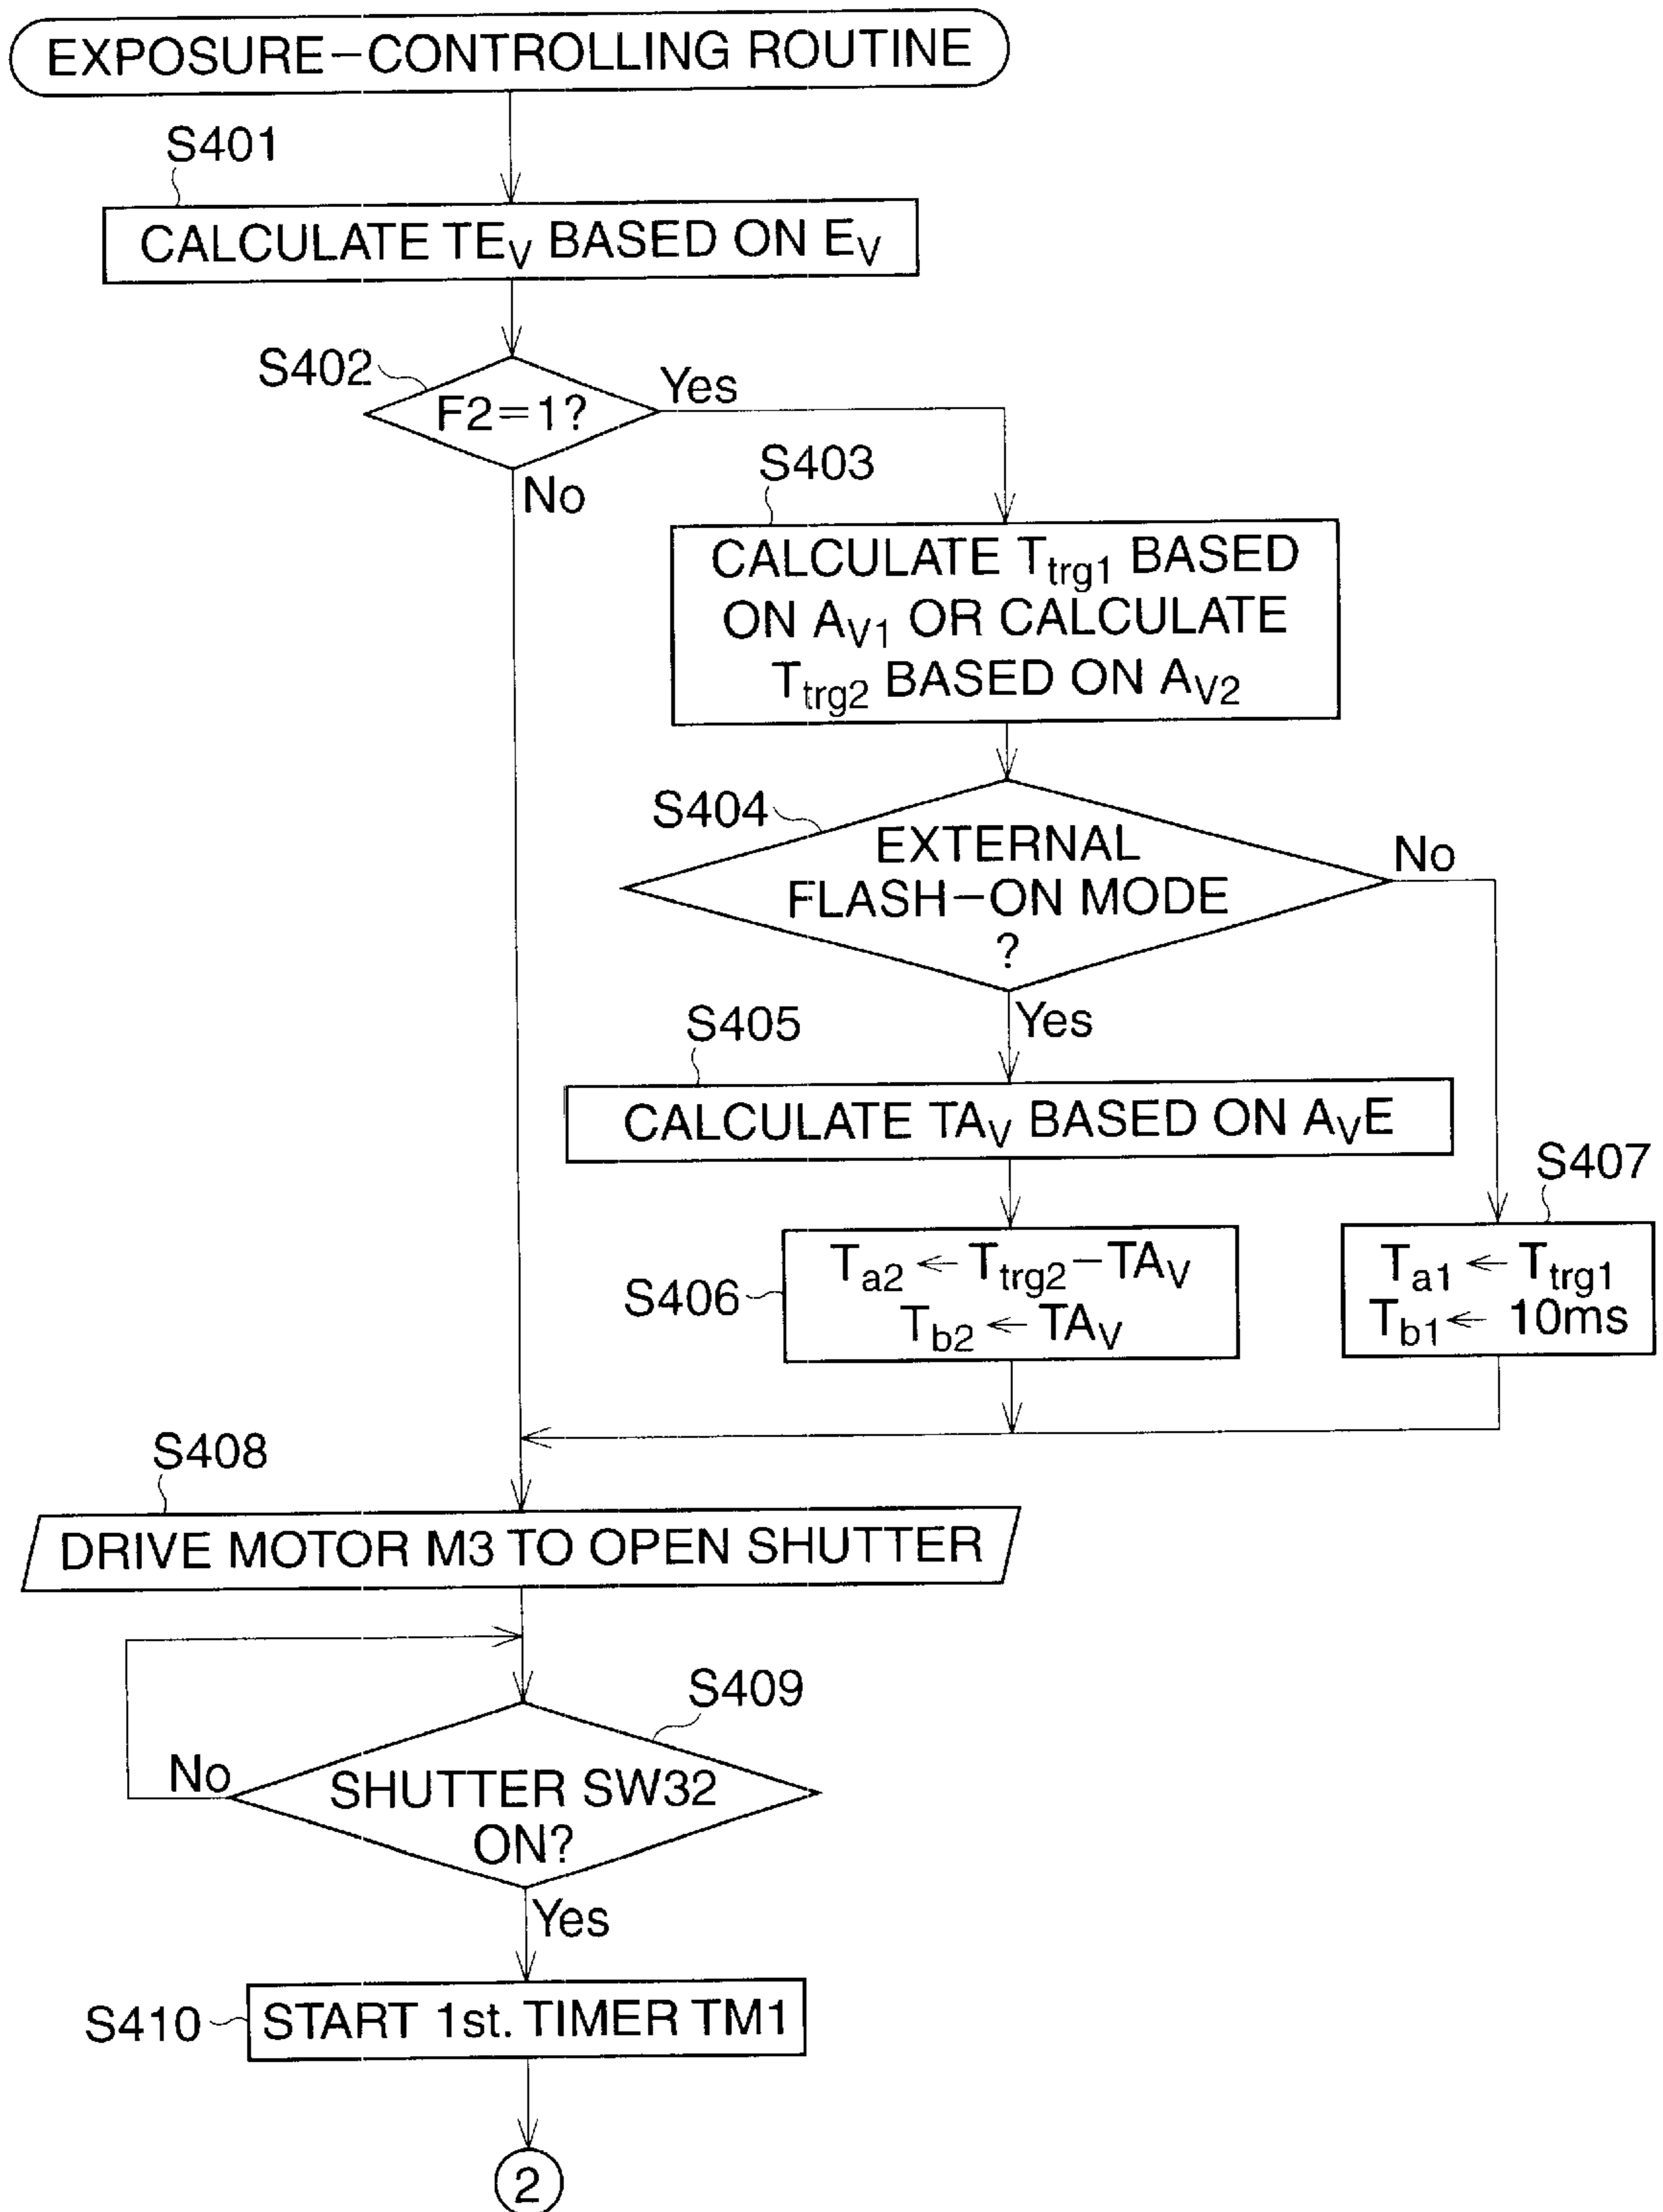 EXPOSURE-CONTROLLING ROUTINE
S401
CALCULATE TEV BASED ON EV
S402
F2=1?
Yes
No
S403
CALCULATE Ttrg1 BASED
ON AV1 OR CALCULATE
Ttrg2 BASED ON AV2
S404
EXTERNAL
FLASH-ON MODE
?
No
Yes
S405
CALCULATE TAV BASED ON AVE
S406
Ta2 ← Ttrg2-TAV
Tb2 ← TAV
S407
Ta1 ← Ttrg1
Tb1 ← 10ms
S408
DRIVE MOTOR M3 TO OPEN SHUTTER
S409
No
SHUTTER SW32
ON?
Yes
S410
START 1st. TIMER TM1
2